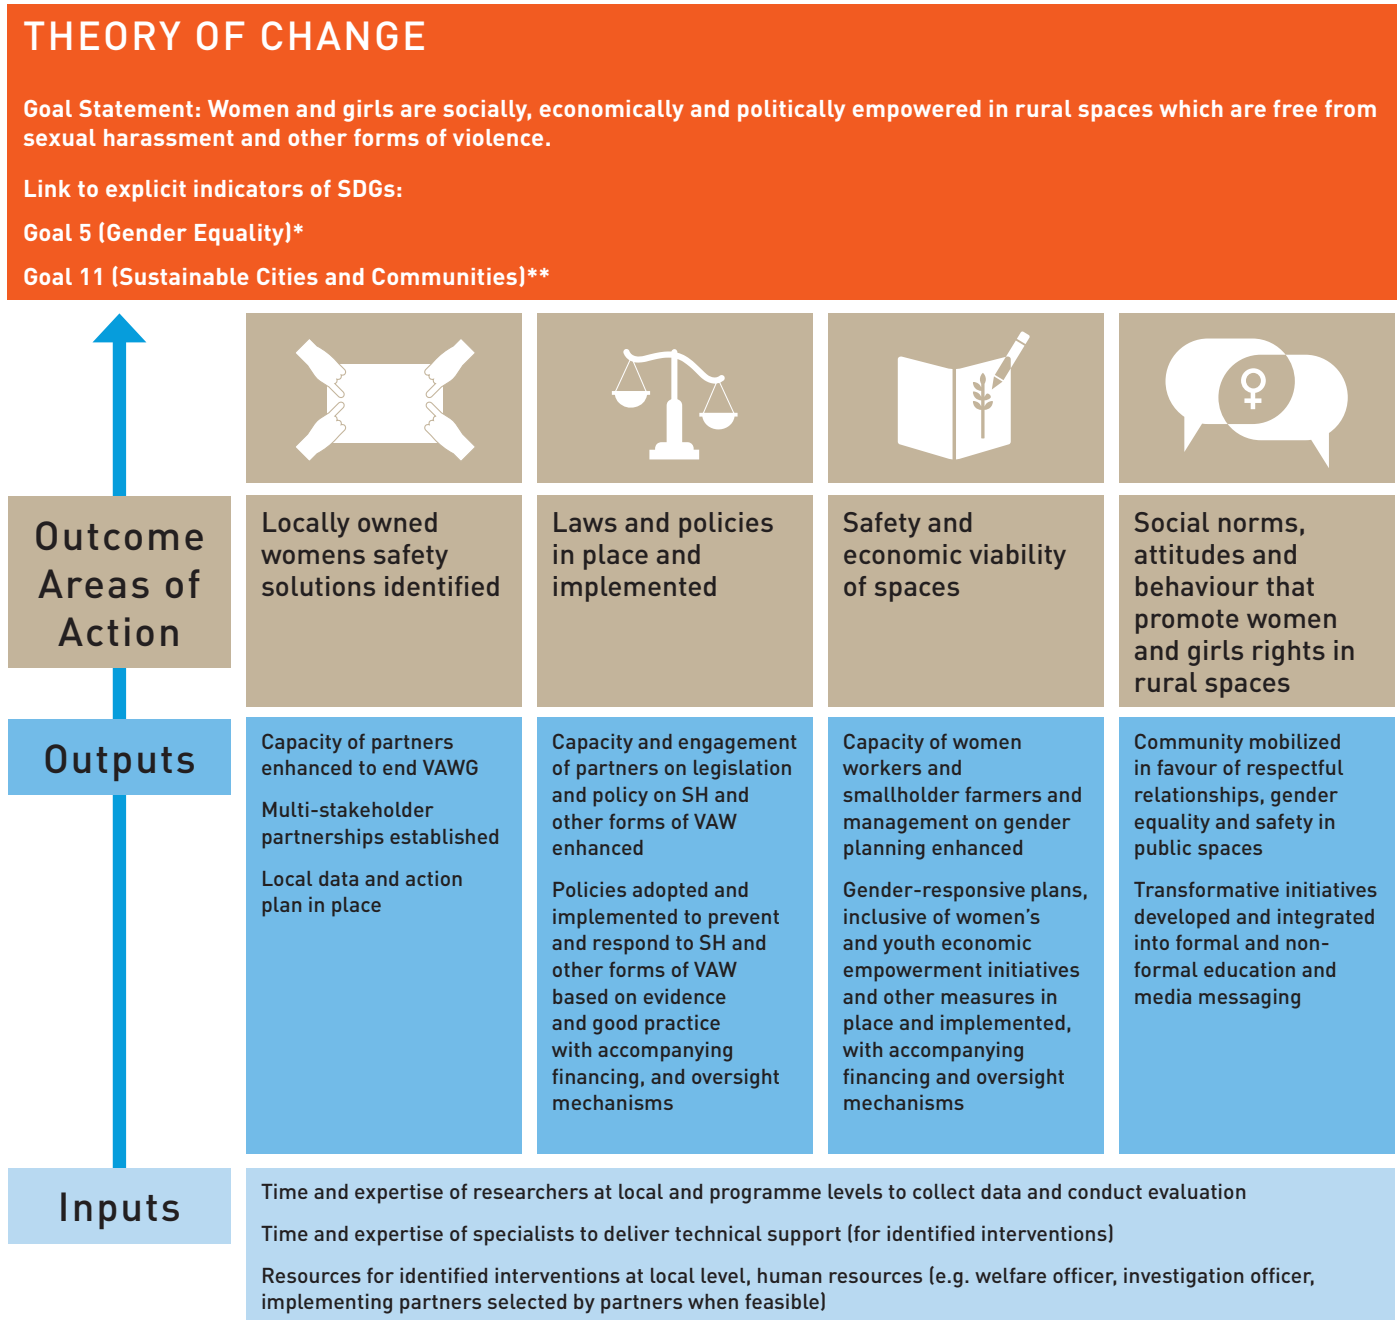 THEORY OF CHANGE
Goal Statement: Women and girls are socially, economically and politically empowered in rural spaces which are free from
sexual harassment and other forms of violence.
Link to explicit indicators of SDGs:
Goal 5 (Gender Equality)*
Goal 11 (Sustainable Cities and Communities)**
Outcome
Areas of
Action
Locally owned
womens safety
solutions identified
Laws and policies
in place and
implemented
Safety and
economic viability
of spaces
Social norms,
attitudes and
behaviour that
promote women
and girls rights in
rural spaces
Outputs
Capacity of partners
enhanced to end VAWG
Multi-stakeholder
partnerships established
Local data and action
plan in place
Capacity and engagement
of partners on legislation
and policy on SH and
other forms of VAW
enhanced
Policies adopted and
implemented to prevent
and respond to SH and
other forms of VAW
based on evidence
and good practice
with accompanying
financing, and oversight
mechanisms
Capacity of women
workers and
smallholder farmers and
management on gender
planning enhanced
Gender-responsive plans,
inclusive of women’s
and youth economic
empowerment initiatives
and other measures in
place and implemented,
with accompanying
financing and oversight
mechanisms
Community mobilized
in favour of respectful
relationships, gender
equality and safety in
public spaces
Transformative initiatives
developed and integrated
into formal and non-
formal education and
media messaging
Inputs
Time and expertise of researchers at local and programme levels to collect data and conduct evaluation
Time and expertise of specialists to deliver technical support (for identified interventions)
Resources for identified interventions at local level, human resources (e.g. welfare officer, investigation officer,
implementing partners selected by partners when feasible)